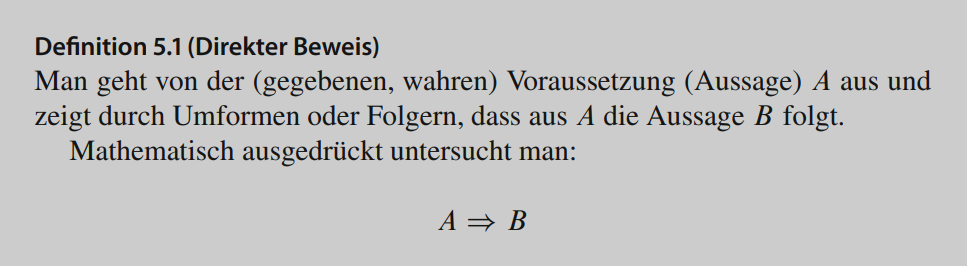 Definition 5.1 (Direkter Beweis)
Man geht von der (gegebenen, wahren) Voraussetzung (Aussage) A aus und
zeigt durch Umformen oder Folgern, dass aus A die Aussage B folgt.
Mathematisch ausgedrückt untersucht man:
A ⇒ B